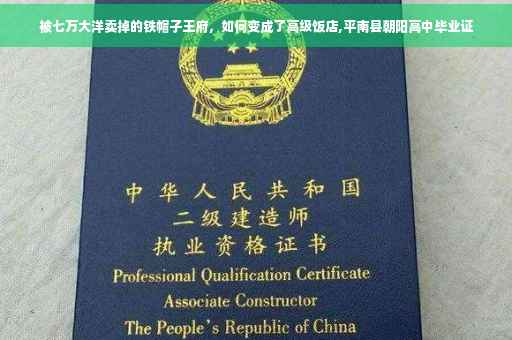 被七万大洋卖掉的铁帽子王府，如何变成了高级饭店,平南县朝阳高中毕业证
中华人民共和国
二级建造师
执业资格证书
Professional Qualification Certificate
Associate Constructor
The People's Republic of China